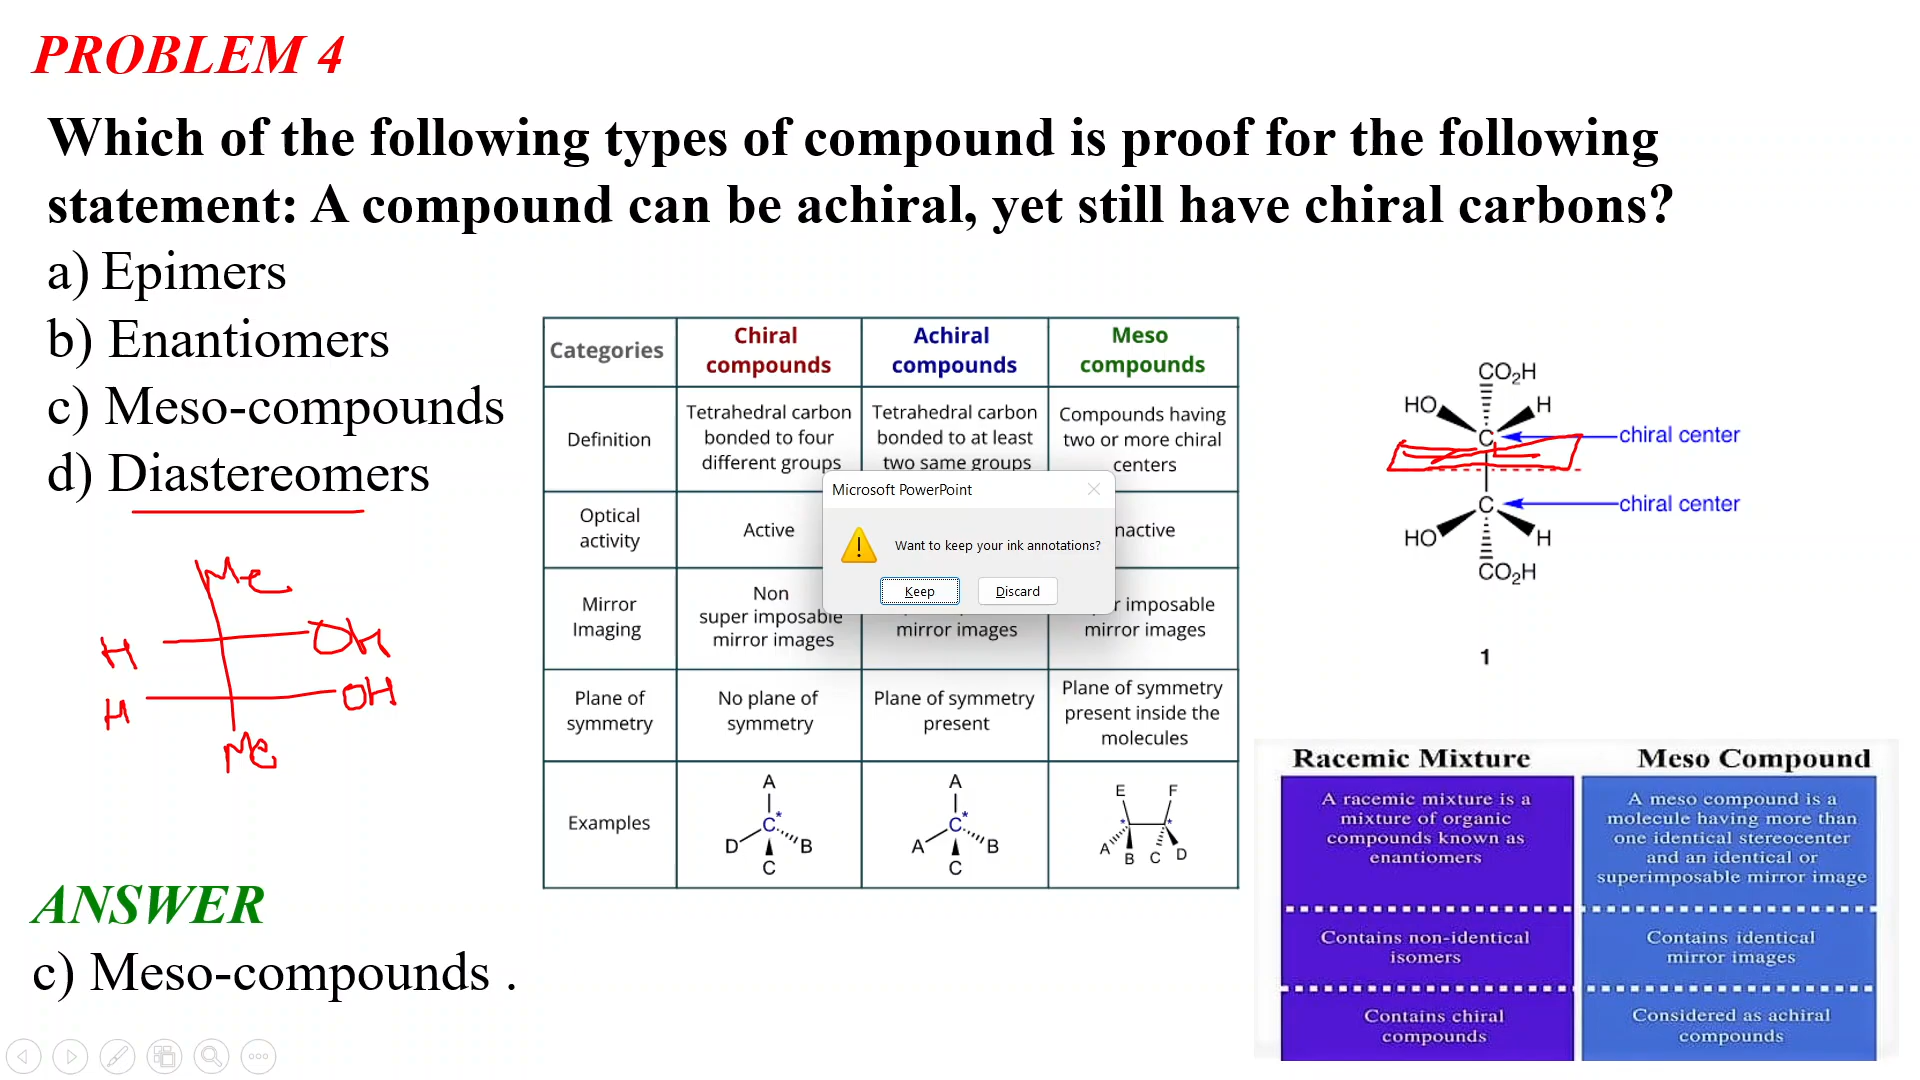 PROBLEM 4
Which of the following types of compound is proof for the following
statement: A compound can be achiral, yet still have chiral carbons?
a) Epimers
b) Enantiomers
c) Meso-compounds
d) Diastereomers
Me
H OH
H OH
Me
ANSWER
c) Meso-compounds .
Categories
Chiral
compounds
Achiral
compounds
Meso
compounds
Definition
Tetrahedral carbon
bonded to four
different groups
Tetrahedral carbon
bonded to at least
two same groups
Compounds having
two or more chiral
centers
Optical
activity
Active
nactive
Mirror
Imaging
Non
super imposable
mirror images
mirror images
r imposable
mirror images
Plane of
symmetry
No plane of
symmetry
Plane of symmetry
present
Plane of symmetry
present inside the
molecules
Examples
A
C*
D B
C
A
C*
A B
C
E F
* *
A B C D
Microsoft PowerPoint
Want to keep your ink annotations?
Keep Discard
CO₂H
HO H
C chiral center
C chiral center
HO H
CO₂H
1
Racemic Mixture
A racemic mixture is a
mixture of organic
compounds known as
enantiomers
Contains non-identical
isomers
Contains chiral
compounds
Meso Compound
A meso compound is a
molecule having more than
one identical stereocenter
and an identical or
superimposable mirror image
Contains identical
mirror images
Considered as achiral
compounds